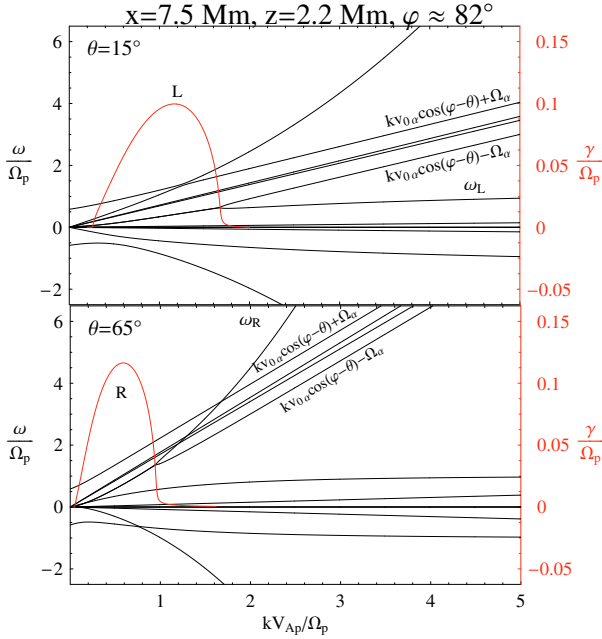 x=7.5 Mm, z=2.2 Mm, φ ≈ 82°
θ=15°
L
kv0αcos(φ−θ)+Ωα
kv0αcos(φ−θ)−Ωα
ωL
ω/Ωp
γ/Ωp
6
4
2
0
-2
0.15
0.1
0.05
0
-0.05
θ=65°
R
ωR
kv0αcos(φ−θ)+Ωα
kv0αcos(φ−θ)−Ωα
ω/Ωp
γ/Ωp
6
4
2
0
-2
0.15
0.1
0.05
0
-0.05
1 2 3 4 5
kVAp/Ωp